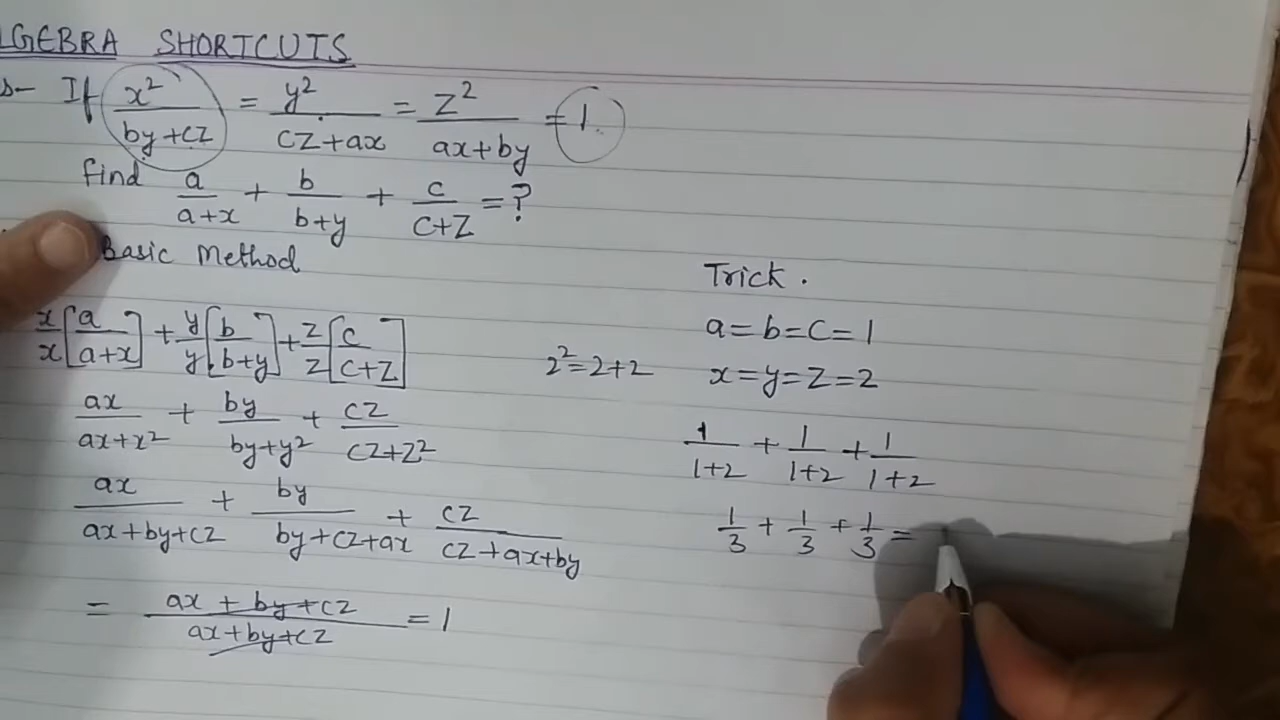 LGEBRA SHORTCUTS
If x²/(by+cz) = y²/(cz+ax) = z²/(ax+by) = 1.
find a/(a+x) + b/(b+y) + c/(c+z) = ?
Basic Method
x/x[a/(a+x)] + y/y[b/(b+y)] + z/z[c/(c+z)]
ax/(ax+x²) + by/(by+y²) + cz/(cz+z²)
ax/(ax+by+cz) + by/(by+cz+ax) + cz/(cz+ax+by)
= (ax+by+cz)/(ax+by+cz) = 1
Trick.
a=b=c=1
2²=2+2
x=y=z=2
1/(1+2) + 1/(1+2) + 1/(1+2)
1/3 + 1/3 + 1/3 =